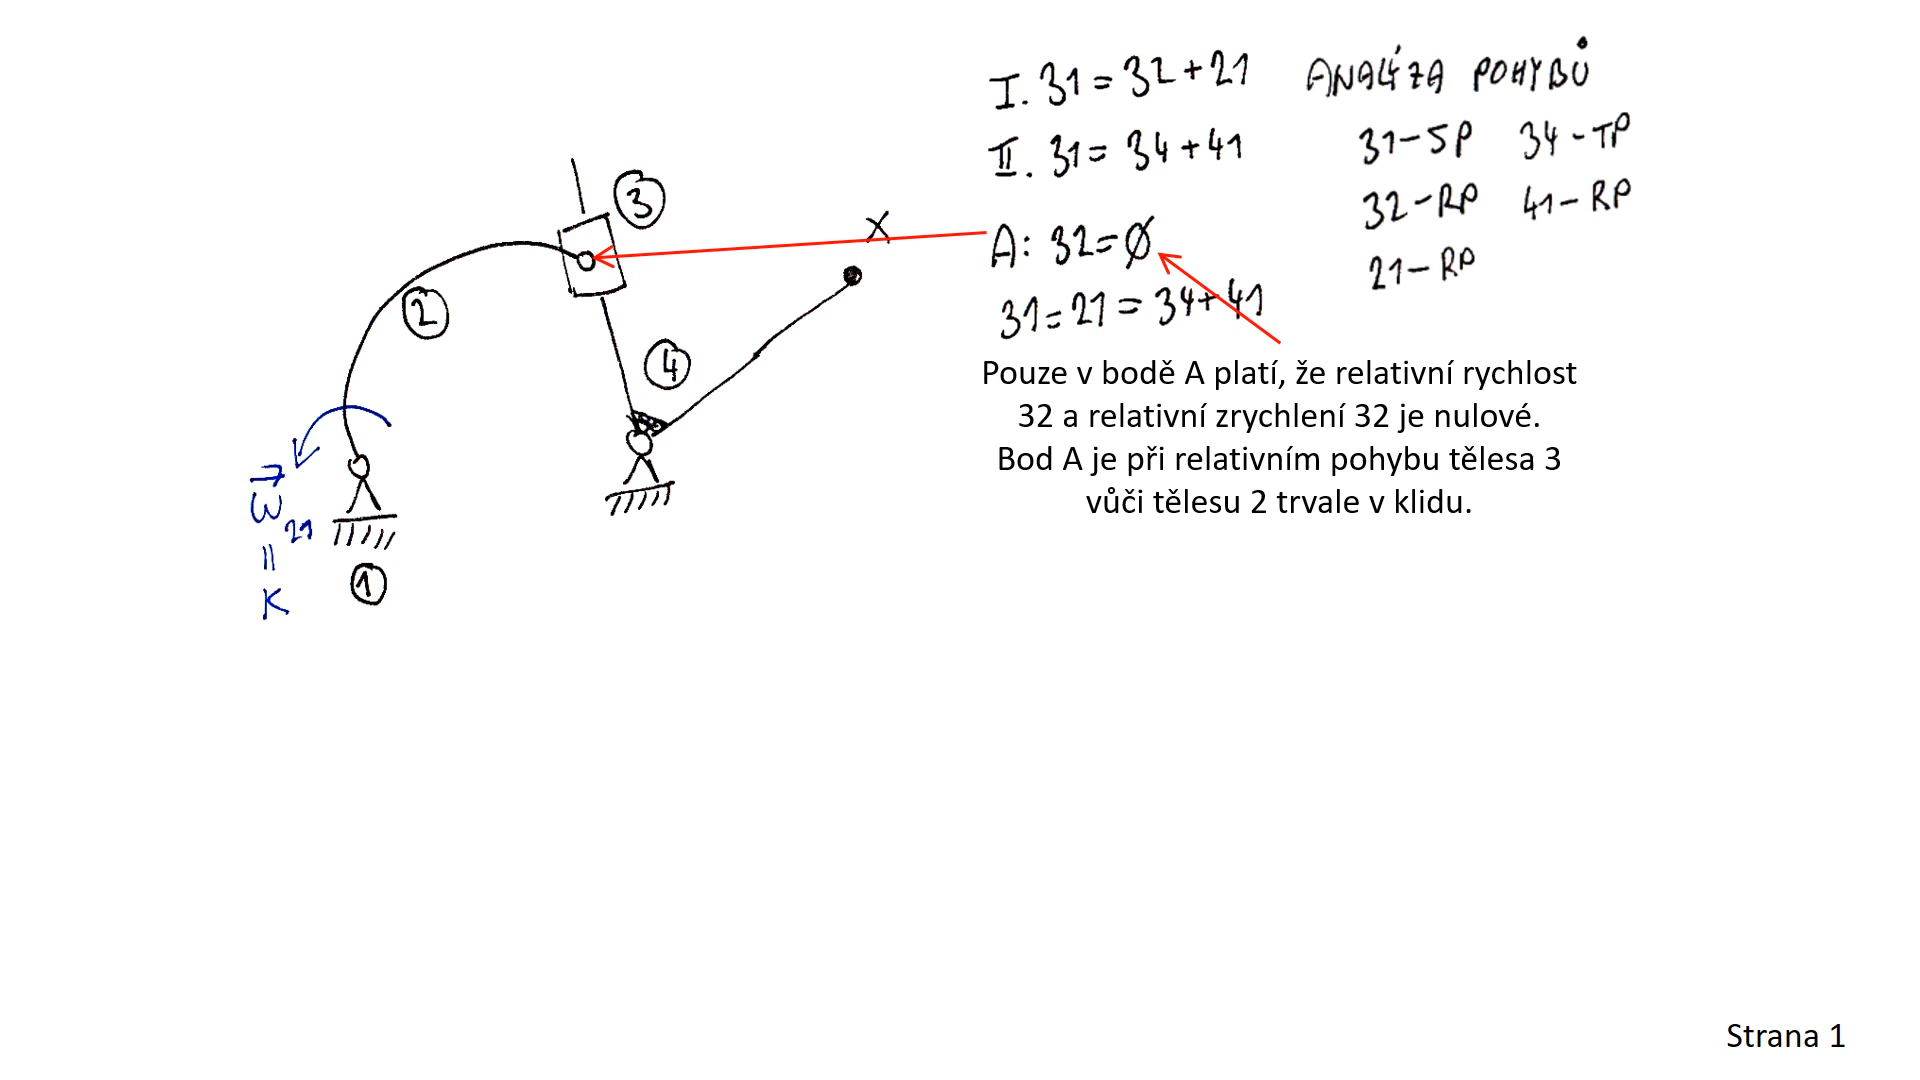 I. 31 = 32 + 21
II. 31 = 34 + 41
A: 32 = Ø
31 = 21 = 34 + 41
ANALÝZA POHYBŮ
31 – SP 34 – TP
32 – RP 41 – RP
21 – RP
Pouze v bodě A platí, že relativní rychlost
32 a relativní zrychlení 32 je nulové.
Bod A je při relativním pohybu tělesa 3
vůči tělesu 2 trvale v klidu.
3
X
2
4
ω⃗21
=
K
1
Strana 1